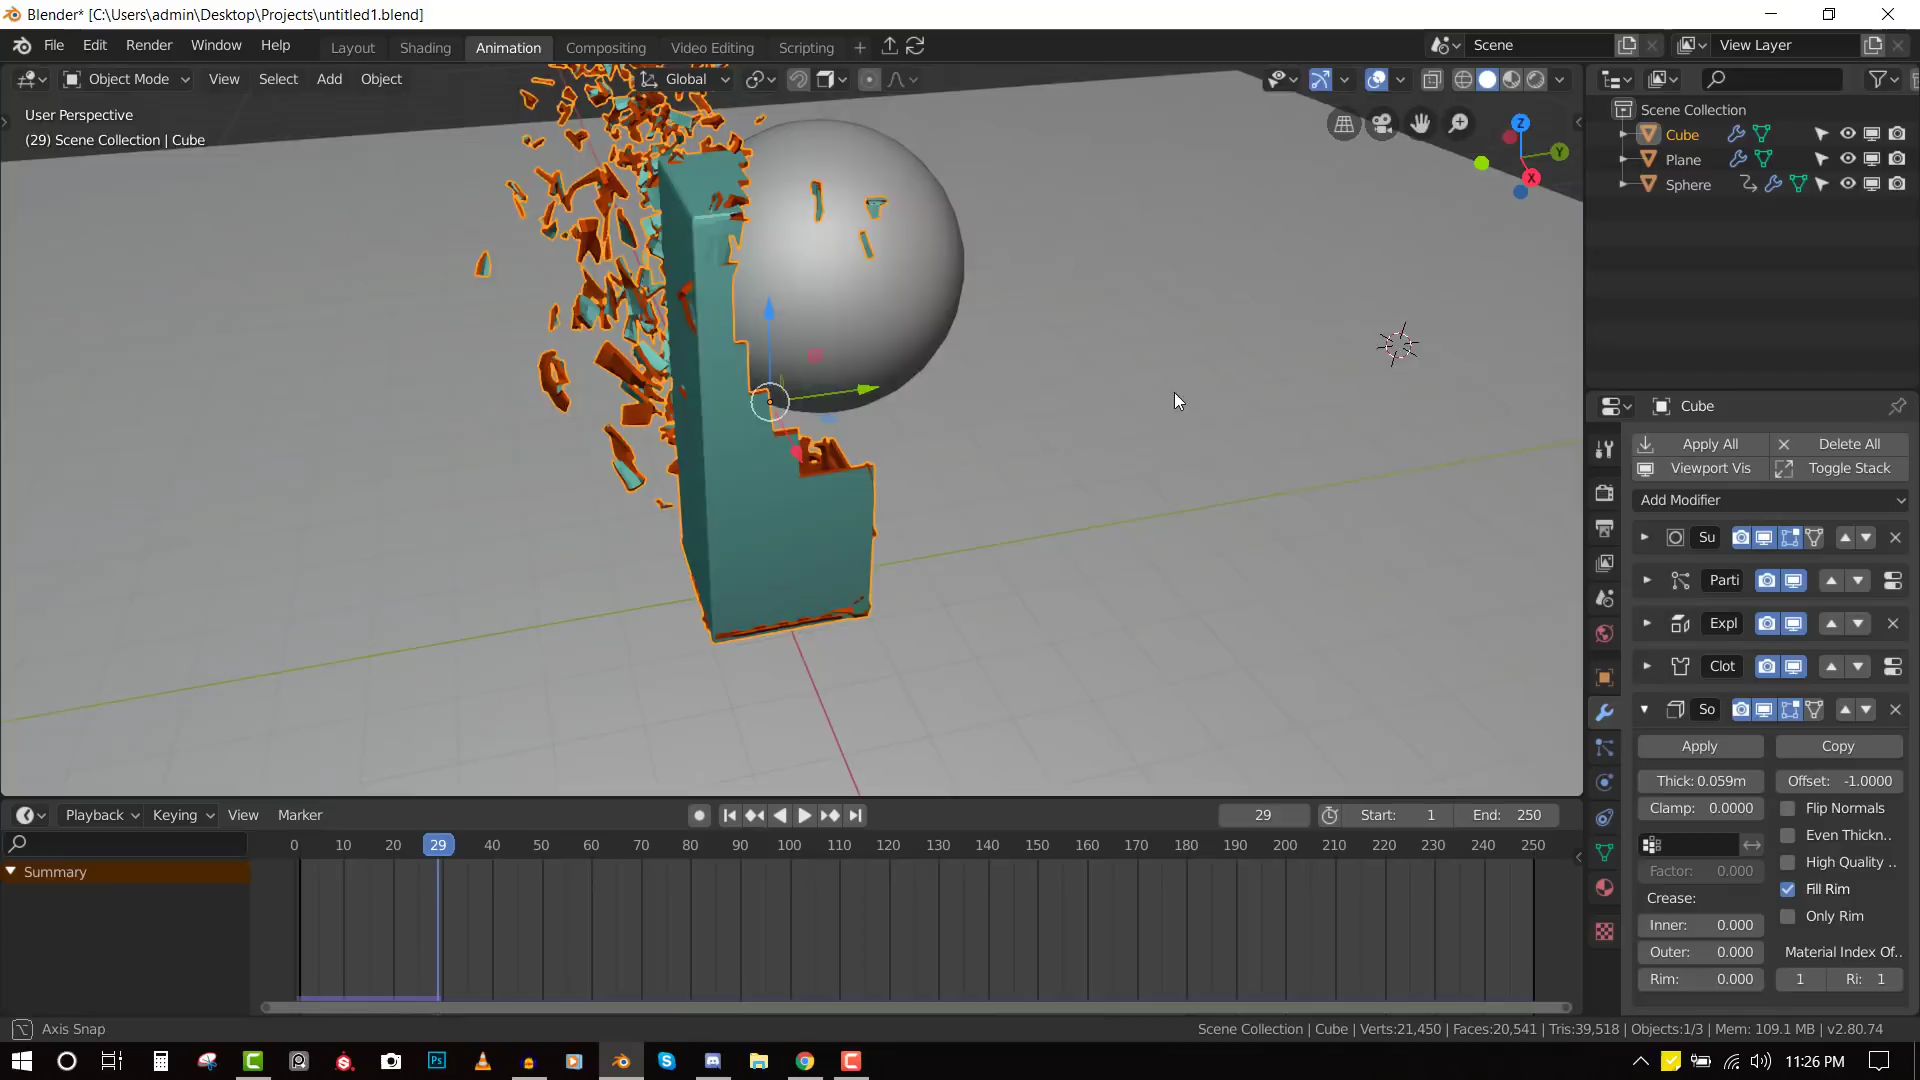 Blender* [C:\Users\admin\Desktop\Projects\untitled1.blend]
File Edit Render Window Help Layout Shading Animation Compositing Video Editing Scripting Scene View Layer
Object Mode View Select Add Object Global
User Perspective
(29) Scene Collection | Cube
Z
Y
X
Scene Collection
Cube
Plane
Sphere
Cube
Apply All Delete All
Viewport Vis Toggle Stack
Add Modifier
Su
Parti
Expl
Clot
So
Apply Copy
Thick: 0.059m Offset: -1.0000
Clamp: 0.0000 Flip Normals
Even Thickn..
High Quality ..
Factor: 0.000
Fill Rim
Crease:
Only Rim
Inner: 0.000
Outer: 0.000 Material Index Of..
Rim: 0.000 1 Ri: 1
Playback Keying View Marker 29 Start: 1 End: 250
0 10 20 29 40 50 60 70 80 90 100 110 120 130 140 150 160 170 180 190 200 210 220 230 240 250
Summary
Axis Snap
Scene Collection | Cube | Verts:21,450 | Faces:20,541 | Tris:39,518 | Objects:1/3 | Mem: 109.1 MB | v2.80.74
Ps
11:26 PM